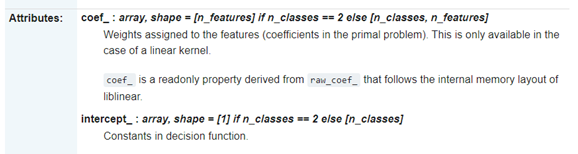 Attributes: coef_ : array, shape = [n_features] if n_classes == 2 else [n_classes, n_features]
Weights assigned to the features (coefficients in the primal problem). This is only available in the
case of a linear kernel.
coef_ is a readonly property derived from raw_coef_ that follows the internal memory layout of
liblinear.
intercept_ : array, shape = [1] if n_classes == 2 else [n_classes]
Constants in decision function.